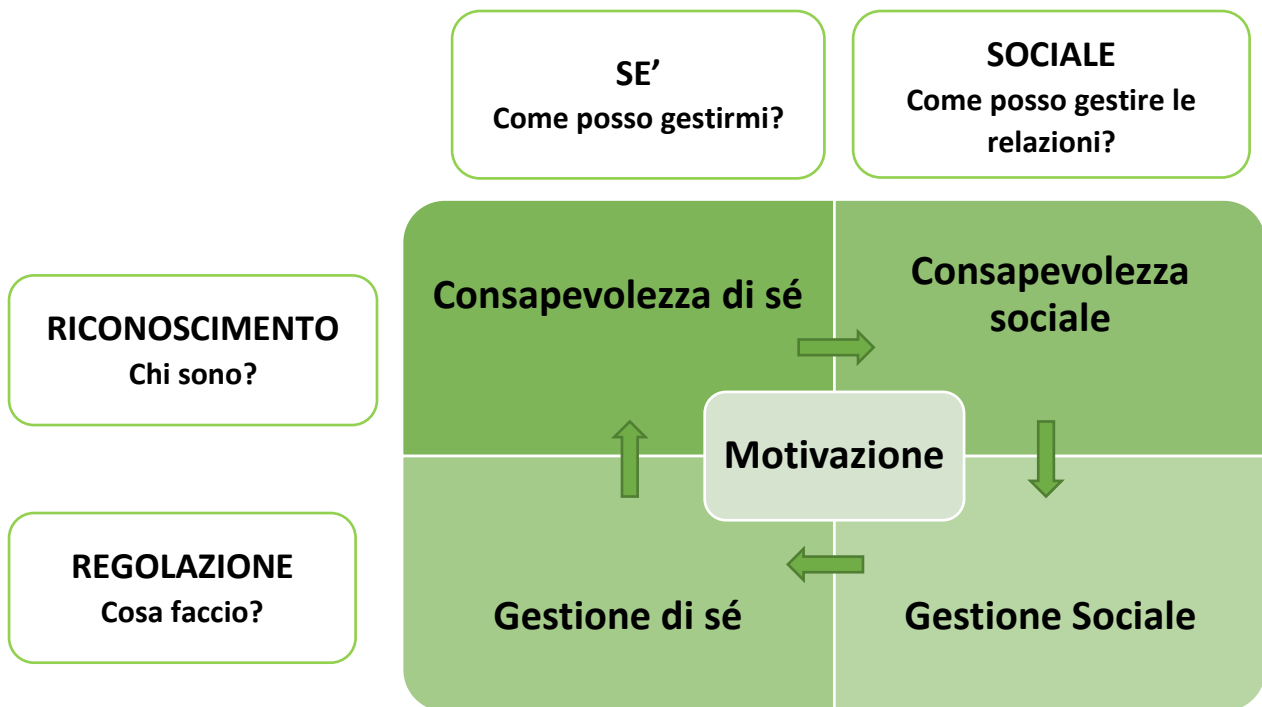 SE’
Come posso gestirmi?
SOCIALE
Come posso gestire le
relazioni?
RICONOSCIMENTO
Chi sono?
Consapevolezza di sé
Consapevolezza
sociale
Motivazione
REGOLAZIONE
Cosa faccio?
Gestione di sé
Gestione Sociale